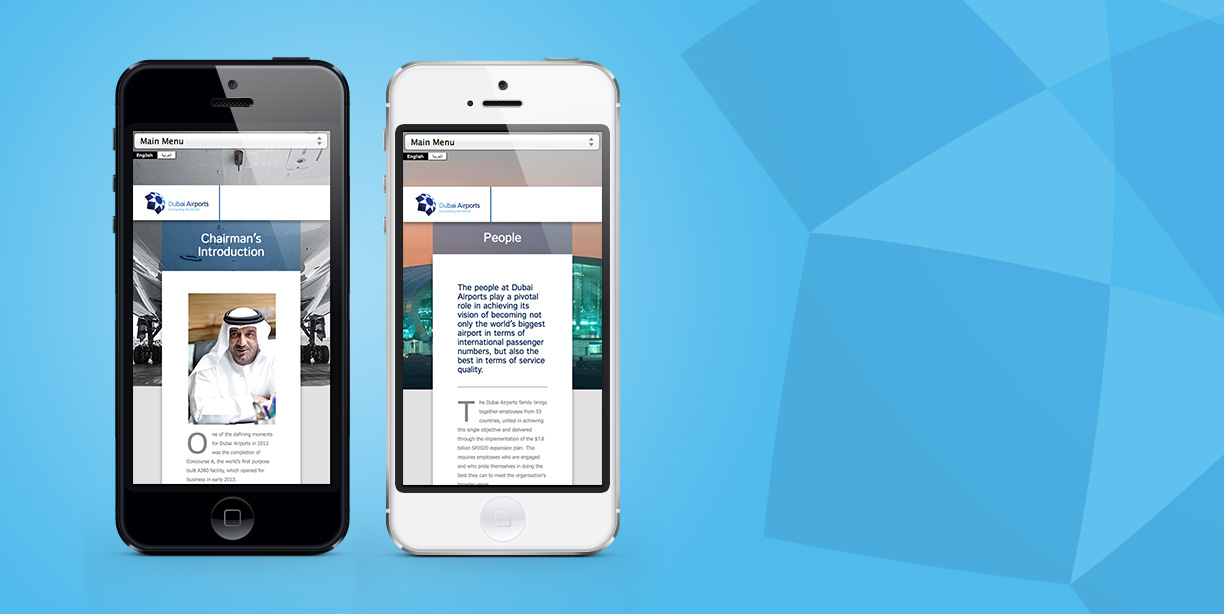 Main Menu
English العربية
Dubai Airports
Connecting the World
Chairman's
Introduction
One of the defining moments
for Dubai Airports in 2012
was the completion of
Concourse A, the world's first purpose
built A380 facility, which opened for
business in early 2013.
Main Menu
English العربية
Dubai Airports
Connecting the World
People
The people at Dubai
Airports play a pivotal
role in achieving its
vision of becoming not
only the world's biggest
airport in terms of
international passenger
numbers, but also the
best in terms of service
quality.
The Dubai Airports family brings
together employees from 53
countries, united in achieving
this single objective and delivered
through the implementation of the $7.8
billion SP2020 expansion plan. This
requires employees who are engaged
and who pride themselves in doing the
best they can to meet the organisation's